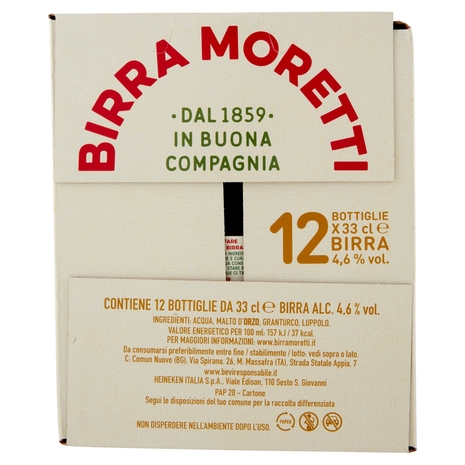 BIRRA MORETTI
• DAL 1859 •
IN BUONA
COMPAGNIA
12 BOTTIGLIE
X 33 cl ℮
BIRRA
4,6 % vol.
CONTIENE 12 BOTTIGLIE DA 33 cl ℮ BIRRA ALC. 4,6 % vol.
INGREDIENTI: ACQUA, MALTO D'ORZO, GRANTURCO, LUPPOLO.
VALORE ENERGETICO PER 100 ml: 157 kJ / 37 kcal.
PER MAGGIORI INFORMAZIONI: www.birramoretti.it
Da consumarsi preferibilmente entro fine / stabilimento / lotto: vedi sopra o lato.
C: Comun Nuovo (BG), Via Spirano, 26, M: Massafra (TA), Strada Statale Appia, 7
www.beviresponsabile.it
HEINEKEN ITALIA S.p.A., Viale Edison, 110 Sesto S. Giovanni
PAP 20 - Cartone
Segui le disposizioni del tuo comune per la raccolta differenziata
NON DISPERDERE NELL'AMBIENTE DOPO L'USO.